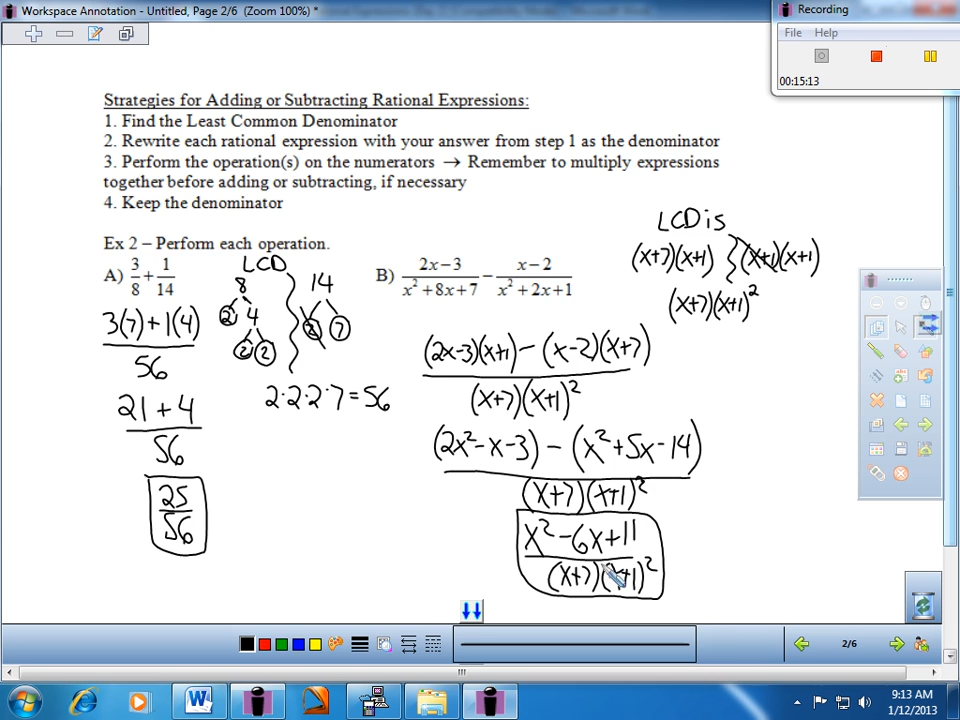 Workspace Annotation - Untitled, Page 2/6 (Zoom 100%) *
Recording
File Help
00:15:13
Strategies for Adding or Subtracting Rational Expressions:
1. Find the Least Common Denominator
2. Rewrite each rational expression with your answer from step 1 as the denominator
3. Perform the operation(s) on the numerators → Remember to multiply expressions
together before adding or subtracting, if necessary
4. Keep the denominator
Ex 2 – Perform each operation.
A) 3/8 + 1/14
LCD
8
14
2 4
2 7
2 2
2·2·2·7 = 56
3(7) + 1(4)
56
21 + 4
56
25
56
B) (2x – 3)/(x² + 8x + 7) – (x – 2)/(x² + 2x + 1)
LCD is
(x+7)(x+1) } (x+1)(x+1)
(x+7)(x+1)²
(2x-3)(x+1) - (x-2)(x+7)
(x+7)(x+1)²
(2x²-x-3) - (x²+5x-14)
(x+7)(x+1)²
x²-6x+11
(x+7)(x+1)²
2/6
9:13 AM
1/12/2013